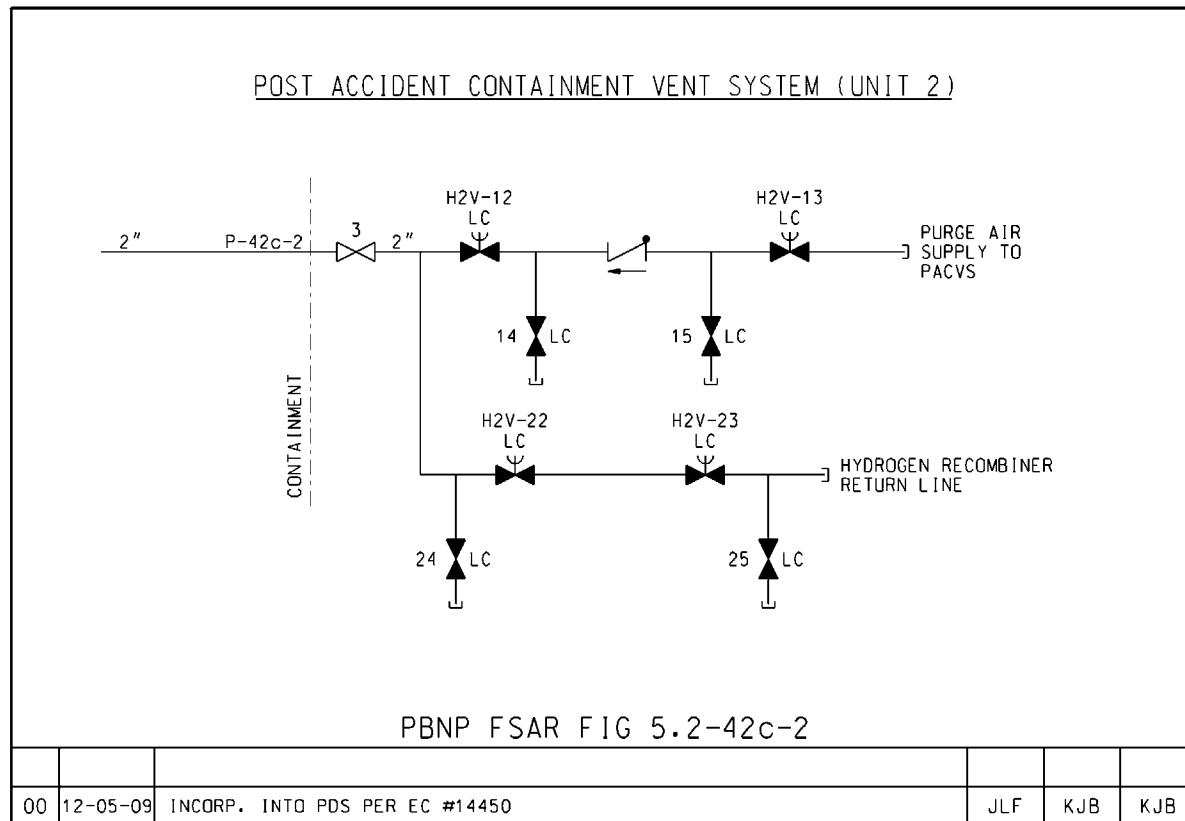 POST ACCIDENT CONTAINMENT VENT SYSTEM (UNIT 2)
H2V-12
LC
H2V-13
LC
2"
P-42c-2
3
2"
PURGE AIR
SUPPLY TO
PACVS
14
LC
15
LC
CONTAINMENT
H2V-22
LC
H2V-23
LC
HYDROGEN RECOMBINER
RETURN LINE
24
LC
25
LC
PBNP FSAR FIG 5.2-42c-2
00 12-05-09 INCORP. INTO PDS PER EC #14450 JLF KJB KJB